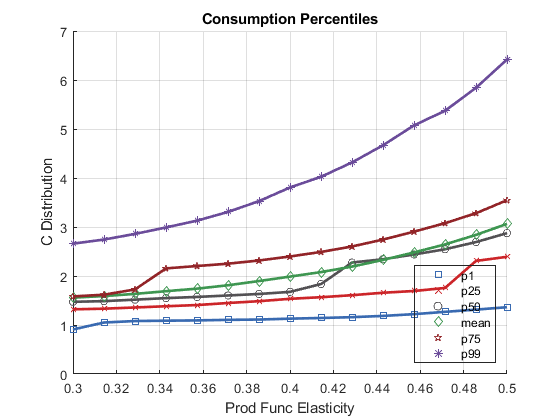 Consumption Percentiles
7
6
5
4
3
2
1
0
C Distribution
p1
p25
p50
mean
p75
p99
0.3 0.32 0.34 0.36 0.38 0.4 0.42 0.44 0.46 0.48 0.5
Prod Func Elasticity